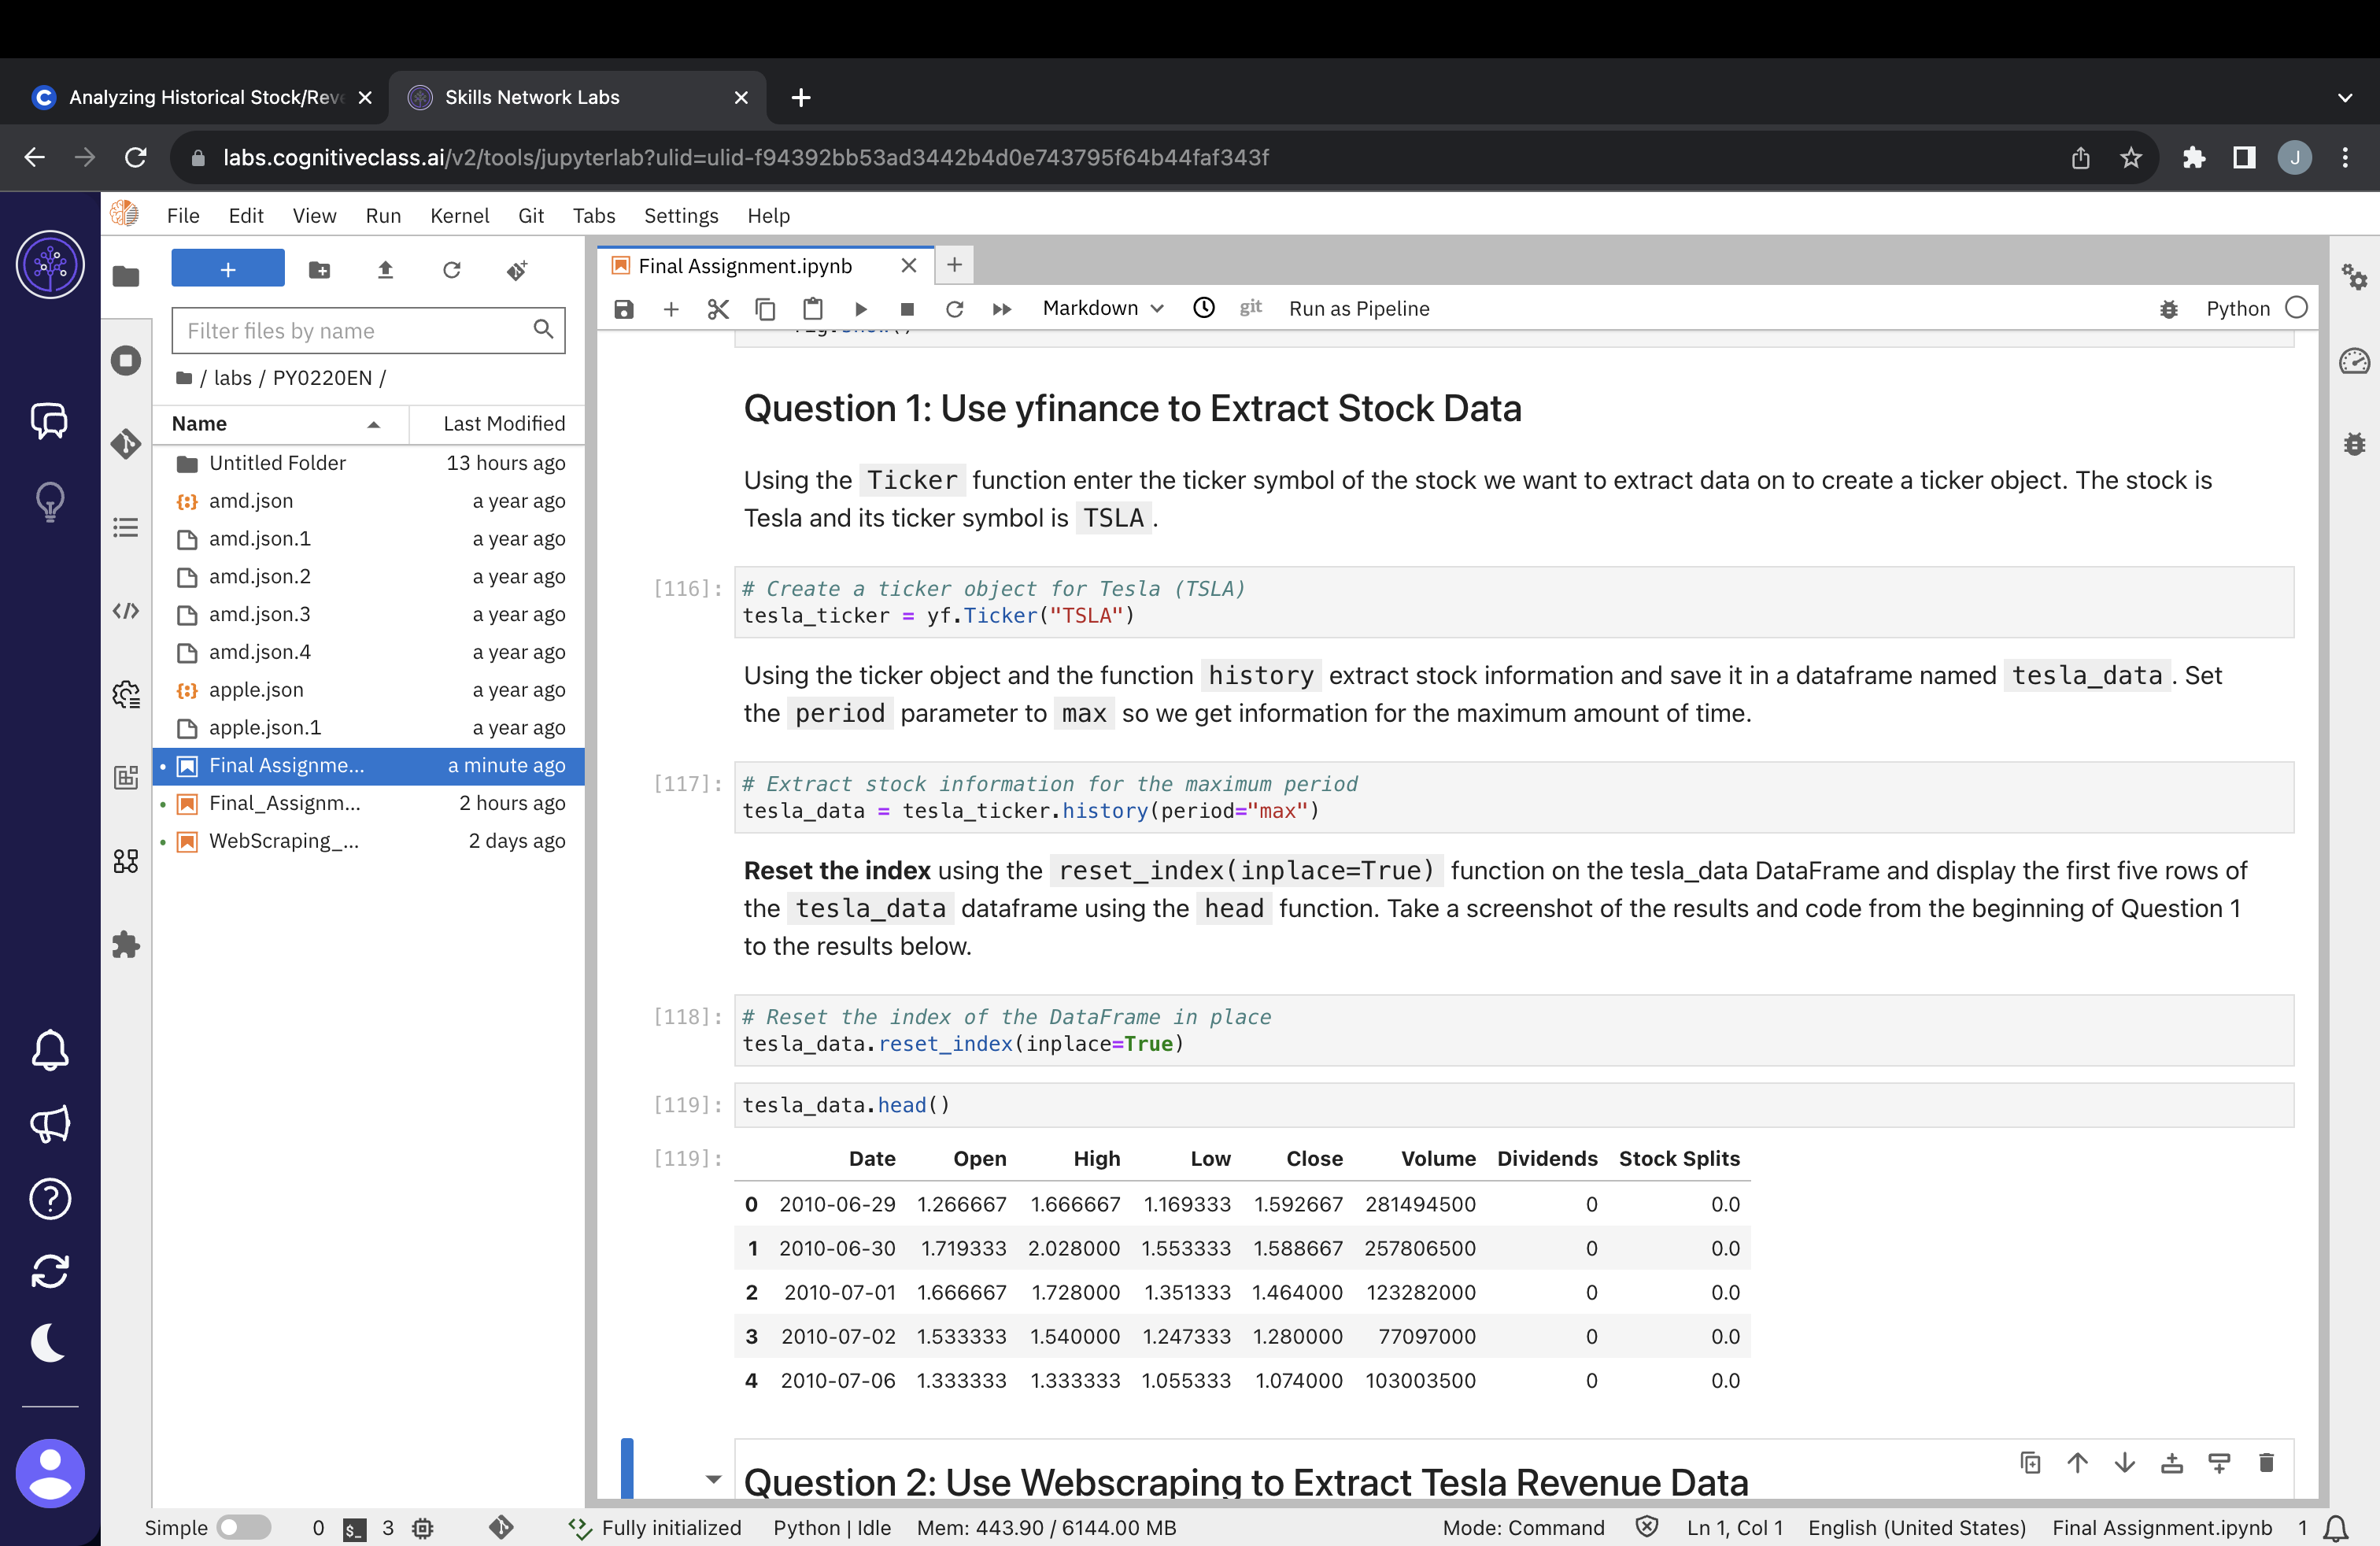 Analyzing Historical Stock/Reve
Skills Network Labs
labs.cognitiveclass.ai/v2/tools/jupyterlab?ulid=ulid-f94392bb53ad3442b4d0e743795f64b44faf343f
J
File Edit View Run Kernel Git Tabs Settings Help
Filter files by name
/ labs / PY0220EN /
Name Last Modified
Untitled Folder 13 hours ago
amd.json a year ago
amd.json.1 a year ago
amd.json.2 a year ago
amd.json.3 a year ago
amd.json.4 a year ago
apple.json a year ago
apple.json.1 a year ago
Final Assignme... a minute ago
Final_Assignm... 2 hours ago
WebScraping_... 2 days ago
Final Assignment.ipynb
Markdown git Run as Pipeline Python
Question 1: Use yfinance to Extract Stock Data
Using the Ticker function enter the ticker symbol of the stock we want to extract data on to create a ticker object. The stock is
Tesla and its ticker symbol is TSLA .
[116]: # Create a ticker object for Tesla (TSLA)
tesla_ticker = yf.Ticker("TSLA")
Using the ticker object and the function history extract stock information and save it in a dataframe named tesla_data . Set
the period parameter to max so we get information for the maximum amount of time.
[117]: # Extract stock information for the maximum period
tesla_data = tesla_ticker.history(period="max")
Reset the index using the reset_index(inplace=True) function on the tesla_data DataFrame and display the first five rows of
the tesla_data dataframe using the head function. Take a screenshot of the results and code from the beginning of Question 1
to the results below.
[118]: # Reset the index of the DataFrame in place
tesla_data.reset_index(inplace=True)
[119]: tesla_data.head()
[119]: Date Open High Low Close Volume Dividends Stock Splits
0 2010-06-29 1.266667 1.666667 1.169333 1.592667 281494500 0 0.0
1 2010-06-30 1.719333 2.028000 1.553333 1.588667 257806500 0 0.0
2 2010-07-01 1.666667 1.728000 1.351333 1.464000 123282000 0 0.0
3 2010-07-02 1.533333 1.540000 1.247333 1.280000 77097000 0 0.0
4 2010-07-06 1.333333 1.333333 1.055333 1.074000 103003500 0 0.0
Question 2: Use Webscraping to Extract Tesla Revenue Data
Simple 0 $_ 3 Fully initialized Python | Idle Mem: 443.90 / 6144.00 MB Mode: Command Ln 1, Col 1 English (United States) Final Assignment.ipynb 1